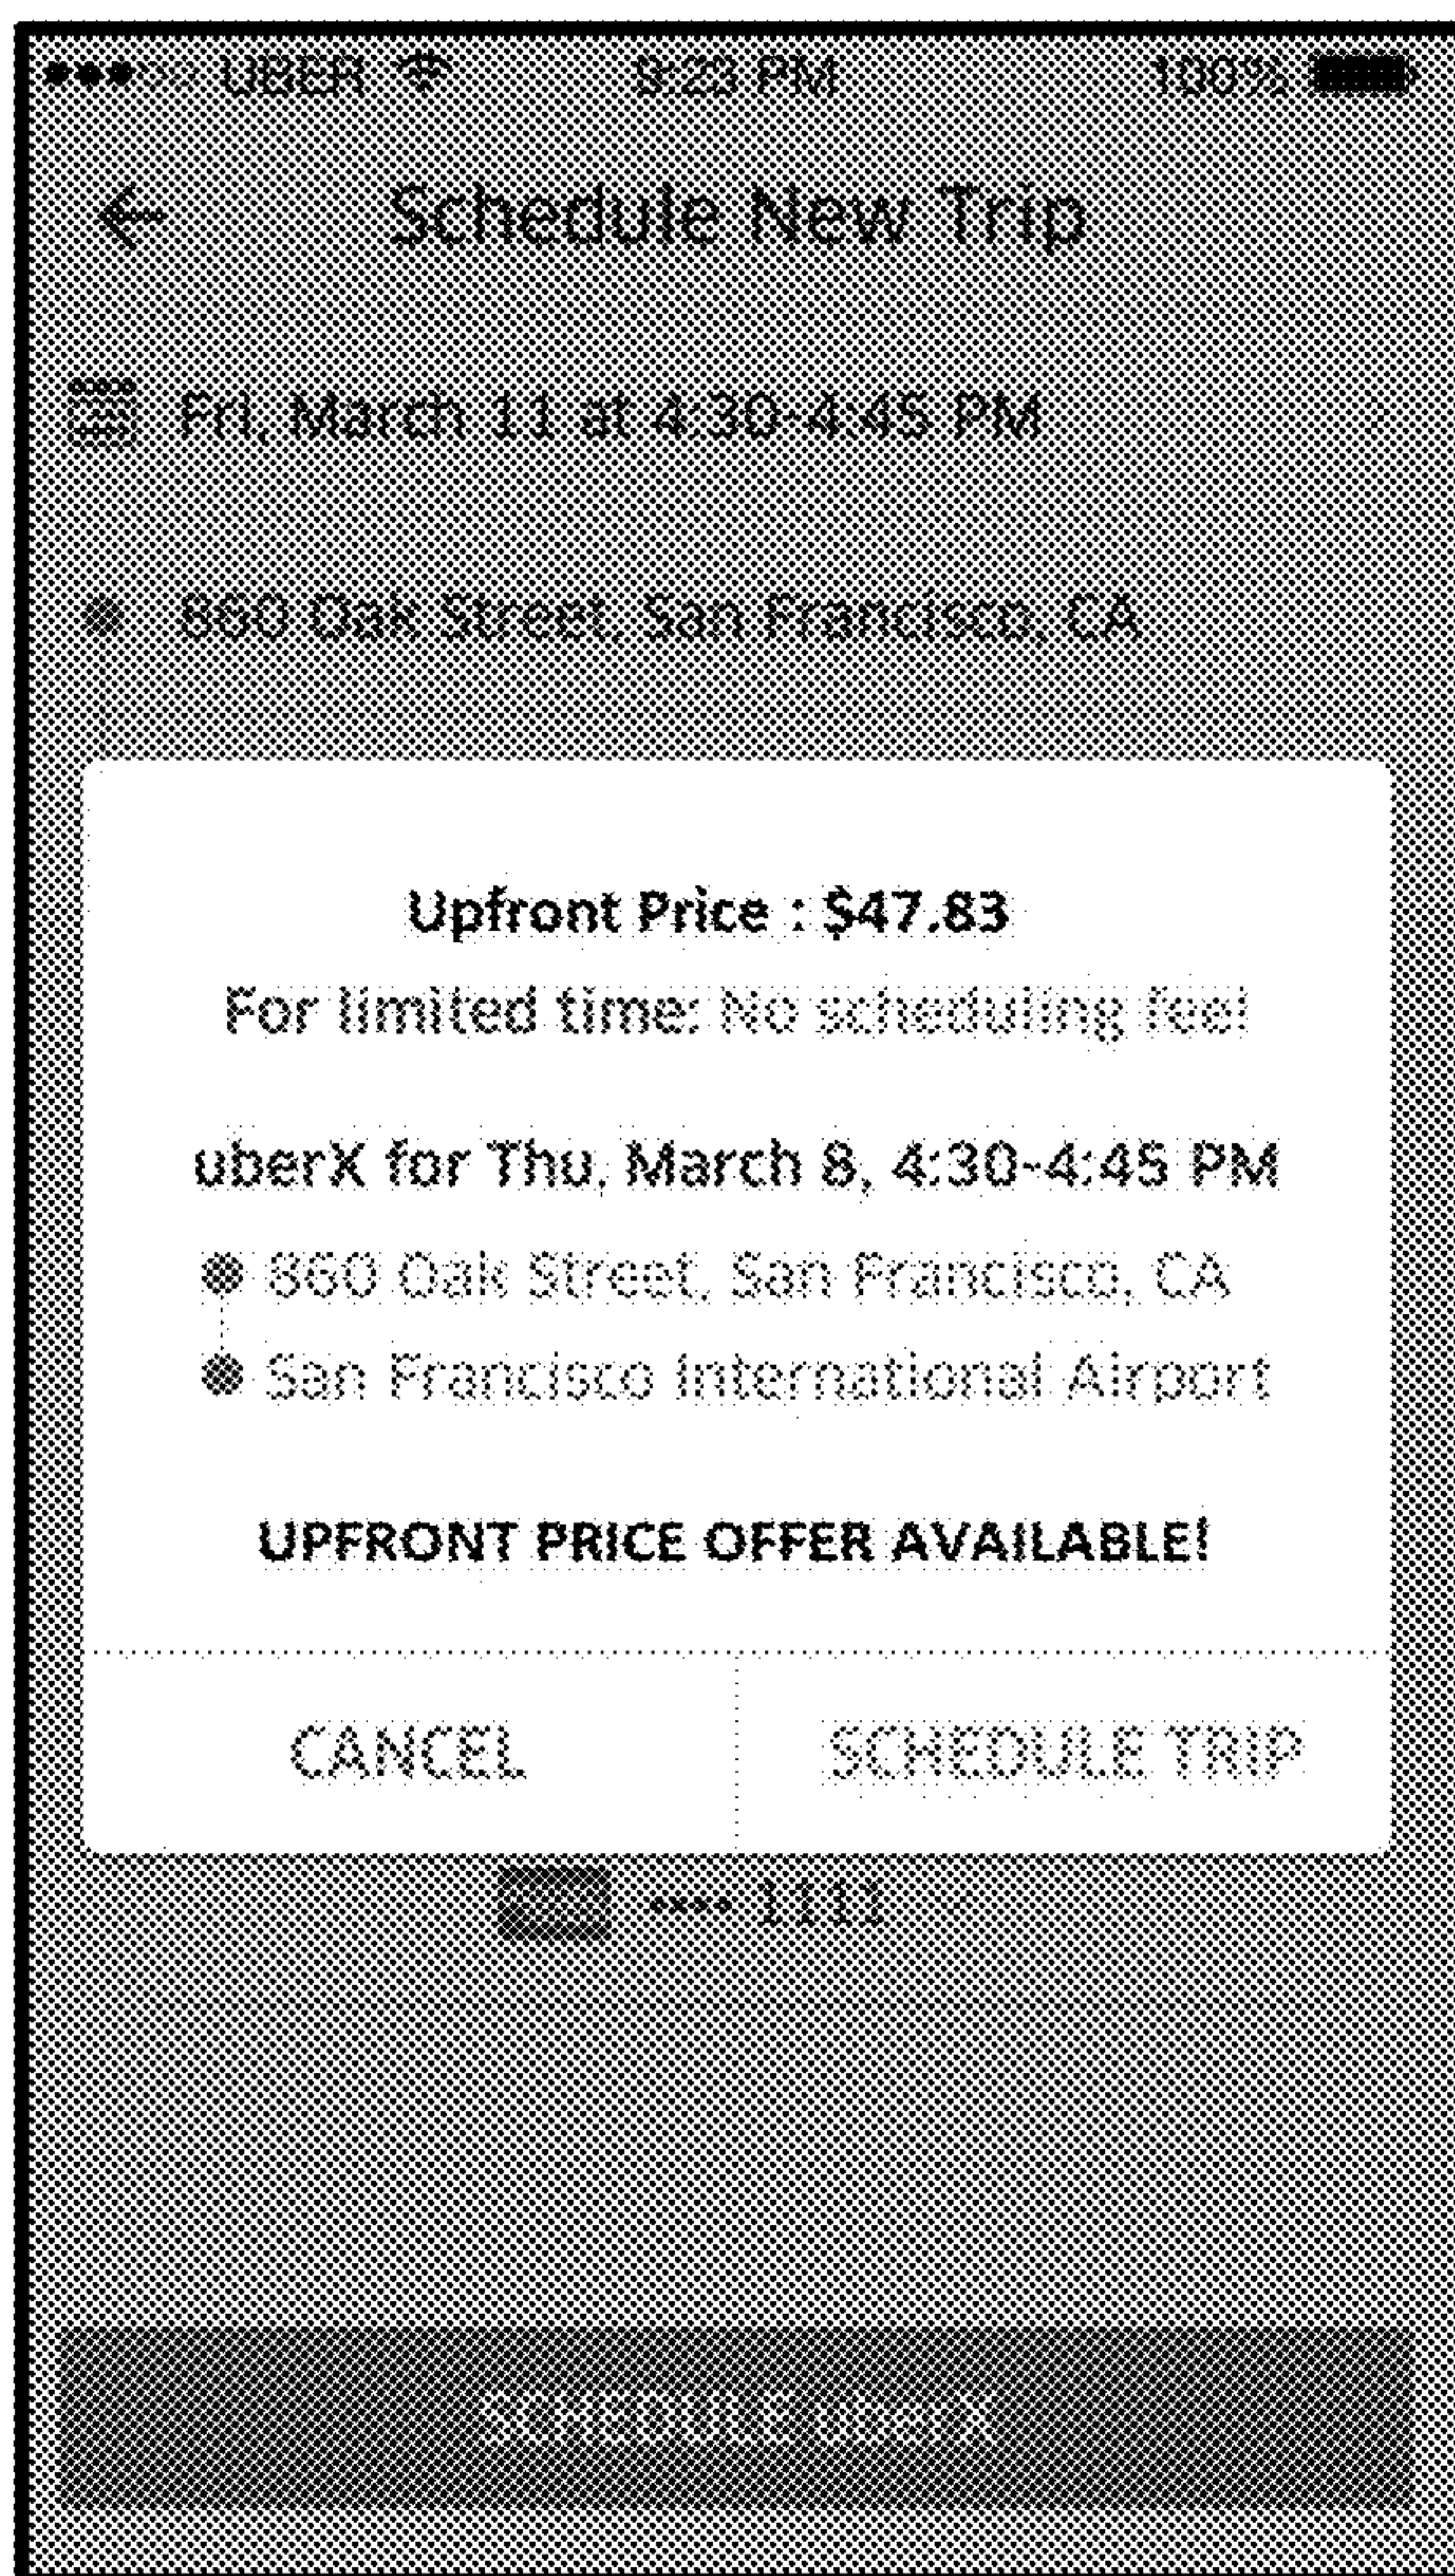 UBER 9:23 PM 100%
Schedule New Trip
Fri, March 11 at 4:30-4:45 PM
860 Oak Street, San Francisco, CA
Upfront Price : $47.83
For limited time: No scheduling fee!
uberX for Thu, March 8, 4:30-4:45 PM
860 Oak Street, San Francisco, CA
San Francisco International Airport
UPFRONT PRICE OFFER AVAILABLE!
CANCEL SCHEDULE TRIP
•••• 1111